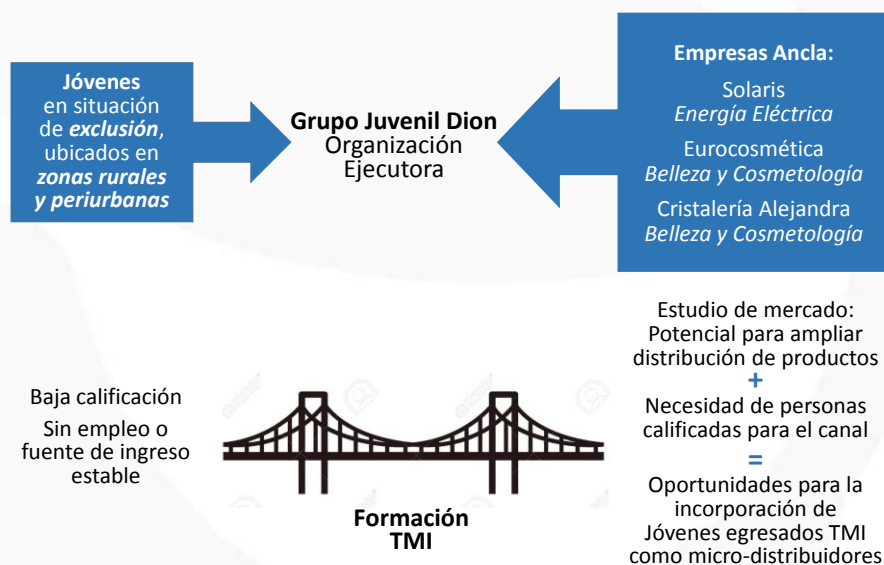 Jóvenes
en situación
de exclusión,
ubicados en
zonas rurales
y periurbanas
Grupo Juvenil Dion
Organización
Ejecutora
Empresas Ancla:
Solaris
Energía Eléctrica
Eurocosmética
Belleza y Cosmetología
Cristalería Alejandra
Belleza y Cosmetología
Baja calificación
Sin empleo o
fuente de ingreso
estable
Formación
TMI
Estudio de mercado:
Potencial para ampliar
distribución de productos
+
Necesidad de personas
calificadas para el canal
=
Oportunidades para la
incorporación de
Jóvenes egresados TMI
como micro-distribuidores